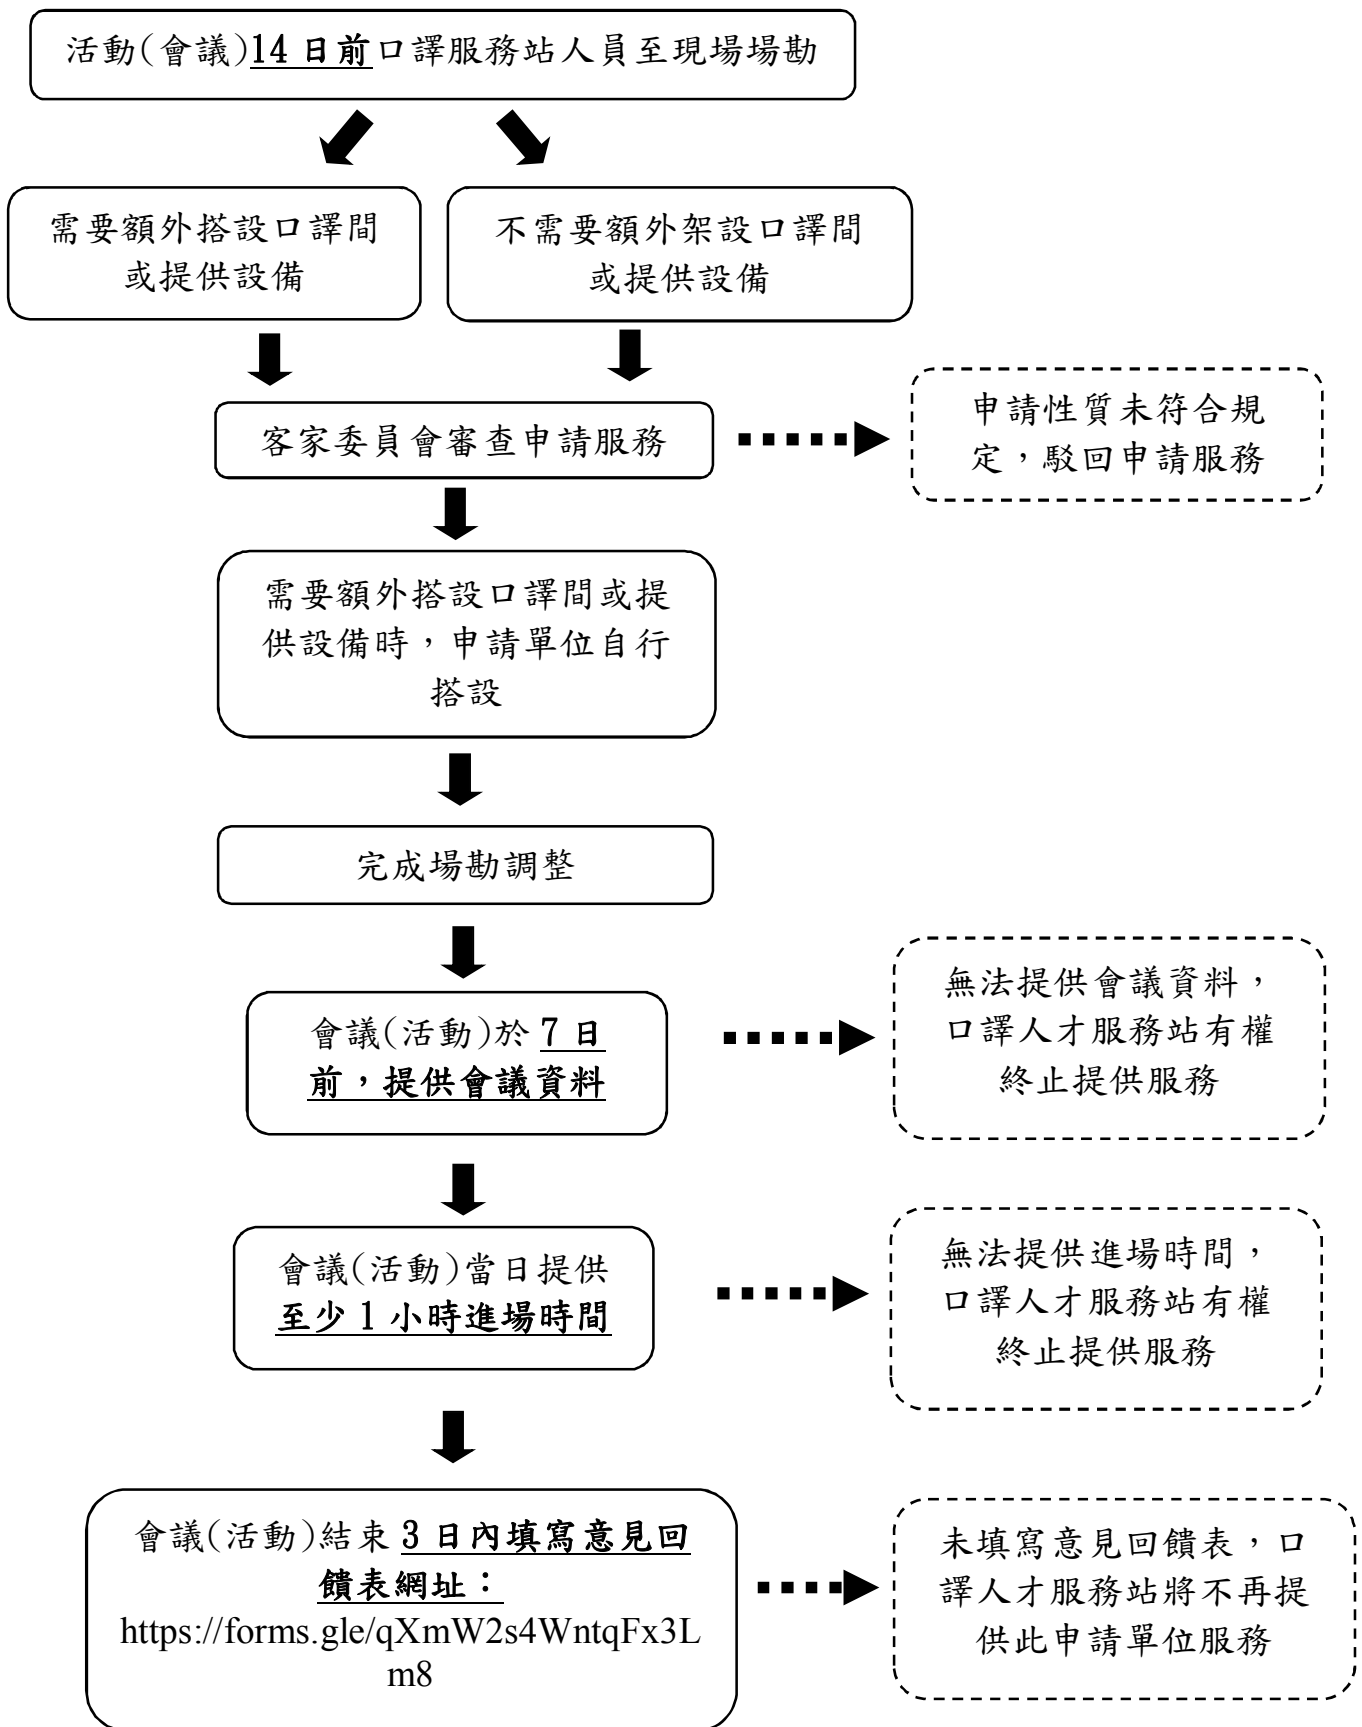 活動(會議)14 日前口譯服務站人員至現場場勘
需要額外搭設口譯間
或提供設備
不需要額外架設口譯間
或提供設備
客家委員會審查申請服務
申請性質未符合規
定，駁回申請服務
需要額外搭設口譯間或提
供設備時，申請單位自行
搭設
完成場勘調整
會議(活動)於 7 日
前，提供會議資料
無法提供會議資料，
口譯人才服務站有權
終止提供服務
會議(活動)當日提供
至少 1 小時進場時間
無法提供進場時間，
口譯人才服務站有權
終止提供服務
會議(活動)結束 3 日內填寫意見回
饋表網址：
https://forms.gle/qXmW2s4WntqFx3L
m8
未填寫意見回饋表，口
譯人才服務站將不再提
供此申請單位服務